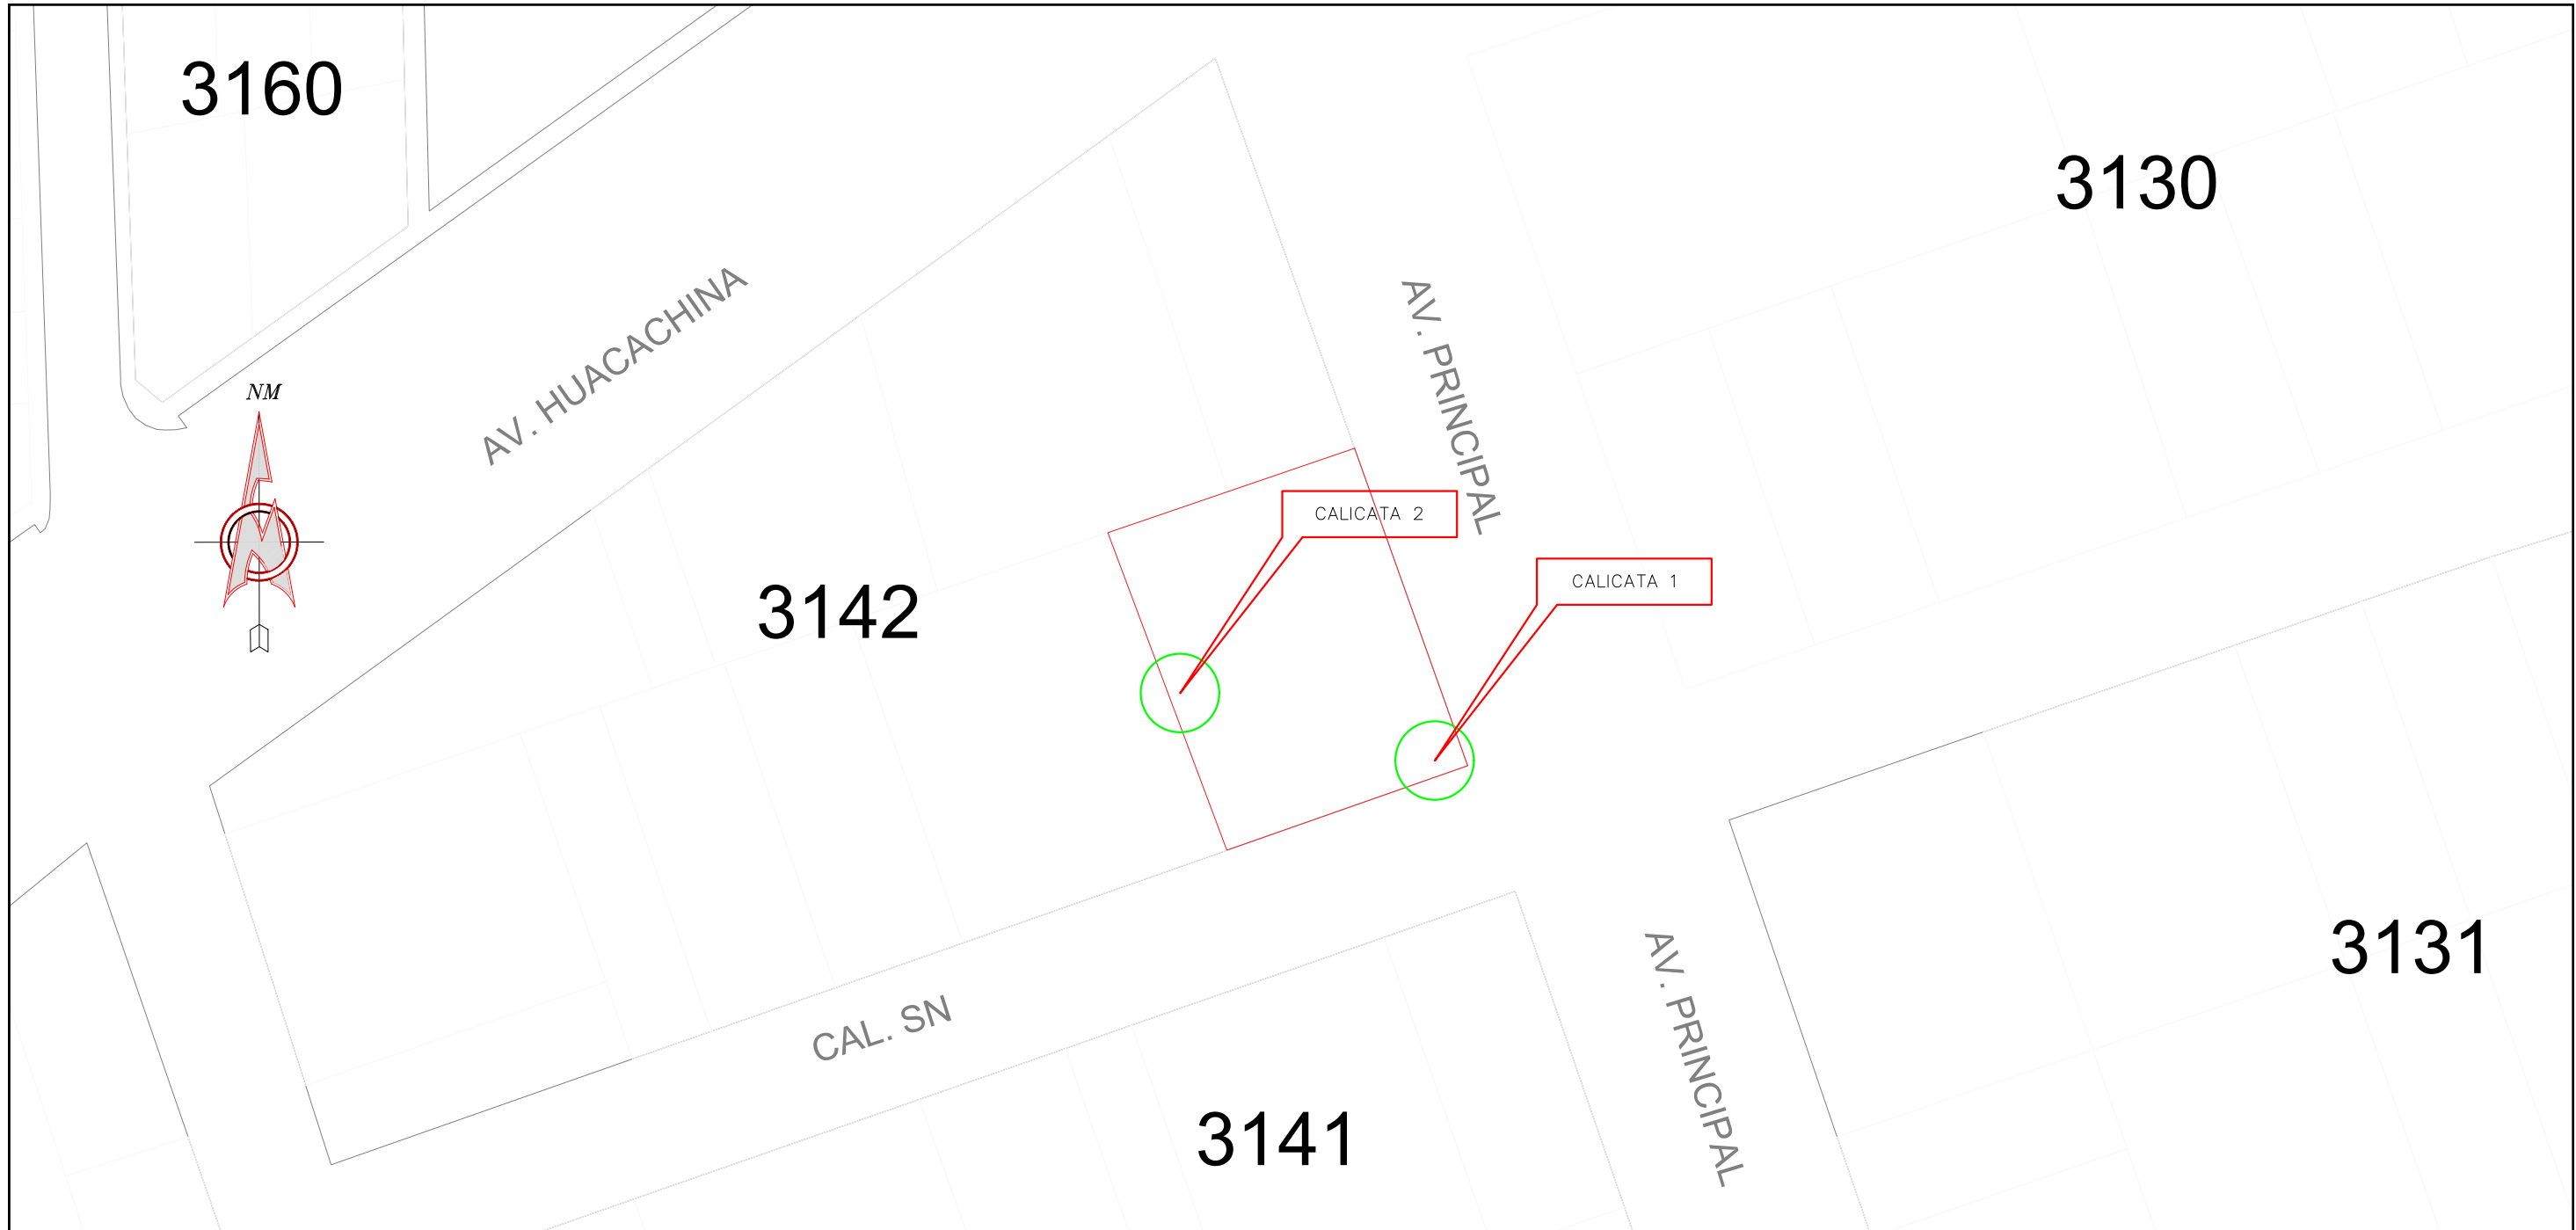 3160
3130
AV. HUACACHINA
AV. PRINCIPAL
NM
CALICATA 2
CALICATA 1
3142
3131
AV. PRINCIPAL
CAL. SN
3141